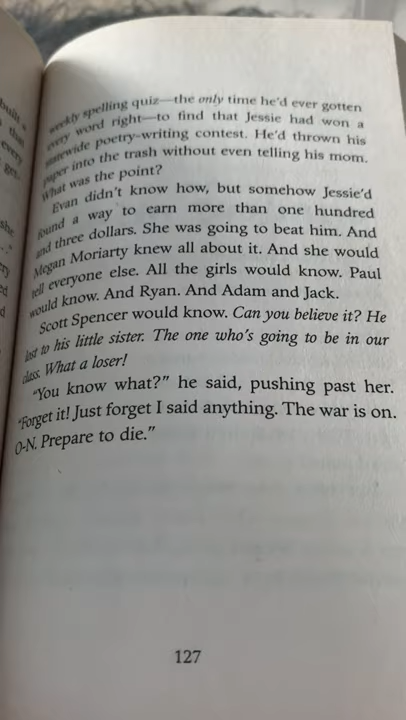 weekly spelling quiz—the only time he'd ever gotten
every word right—to find that Jessie had won a
statewide poetry-writing contest. He'd thrown his
paper into the trash without even telling his mom.
What was the point?
Evan didn't know how, but somehow Jessie'd
found a way to earn more than one hundred
and three dollars. She was going to beat him. And
Megan Moriarty knew all about it. And she would
tell everyone else. All the girls would know. Paul
would know. And Ryan. And Adam and Jack.
Scott Spencer would know. Can you believe it? He
lost to his little sister. The one who's going to be in our
class. What a loser!
"You know what?" he said, pushing past her.
"Forget it! Just forget I said anything. The war is on.
O-N. Prepare to die."
127